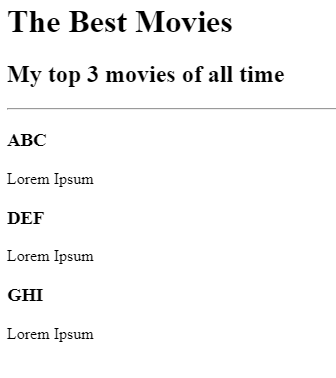 The Best Movies
My top 3 movies of all time
ABC
Lorem Ipsum
DEF
Lorem Ipsum
GHI
Lorem Ipsum